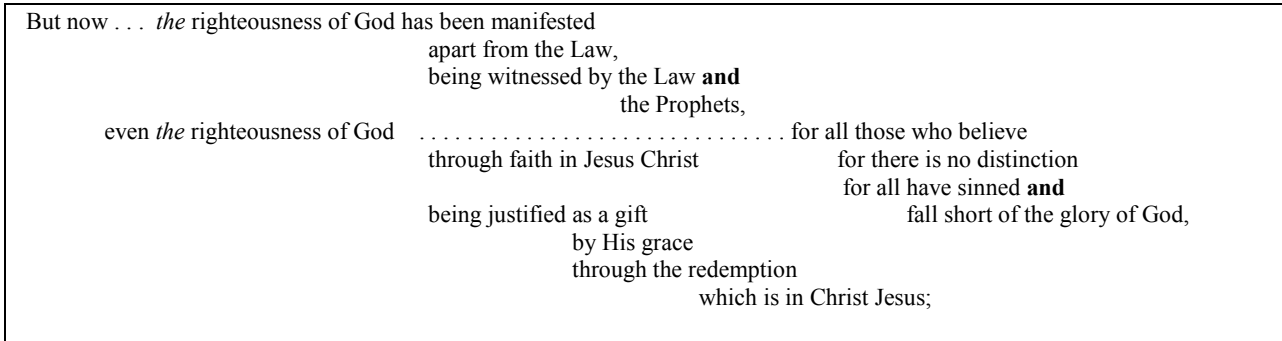 But now . . . the righteousness of God has been manifested
apart from the Law,
being witnessed by the Law and
the Prophets,
even the righteousness of God . . . . . . . . . . . . . . . . . . . . . . . . . . . . . . . for all those who believe
through faith in Jesus Christ for there is no distinction
for all have sinned and
being justified as a gift fall short of the glory of God,
by His grace
through the redemption
which is in Christ Jesus;